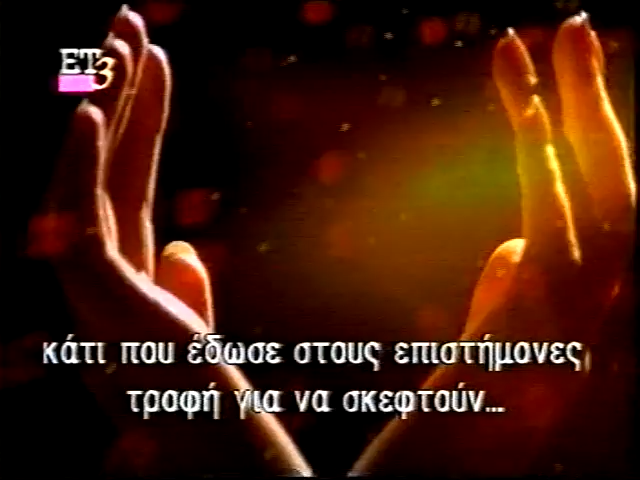 ET3
κάτι που έδωσε στους επιστήμονες
τροφή για να σκεφτούν...